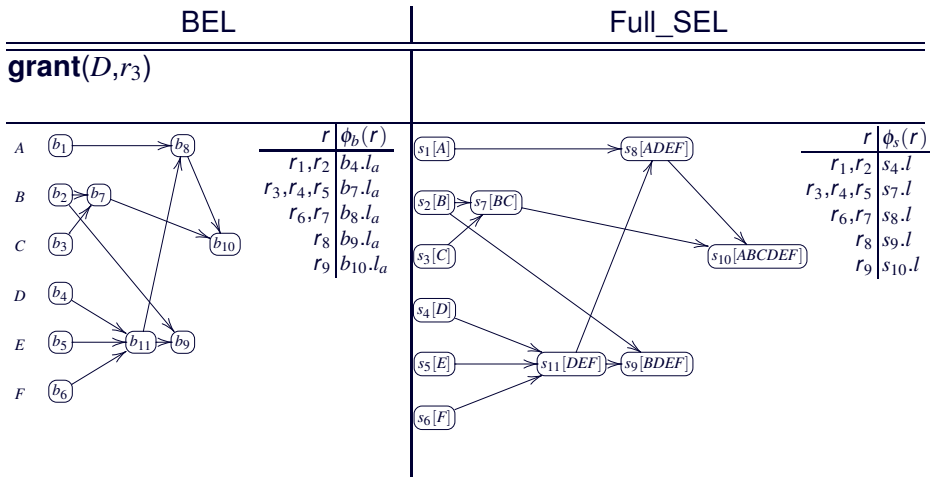 BEL Full_SEL
grant(D,r₃)
A b₁ b₈ r ϕ_b(r) s₁[A] s₈[ADEF] r ϕ_s(r)
r₁,r₂ b₄.lₐ r₁,r₂ s₄.l
B b₂ b₇ r₃,r₄,r₅ b₇.lₐ s₂[B] s₇[BC] r₃,r₄,r₅ s₇.l
r₆,r₇ b₈.lₐ r₆,r₇ s₈.l
C b₃ b₁₀ r₈ b₉.lₐ s₃[C] s₁₀[ABCDEF] r₈ s₉.l
r₉ b₁₀.lₐ r₉ s₁₀.l
D b₄ s₄[D]
E b₅ b₁₁ b₉ s₅[E] s₁₁[DEF] s₉[BDEF]
F b₆ s₆[F]